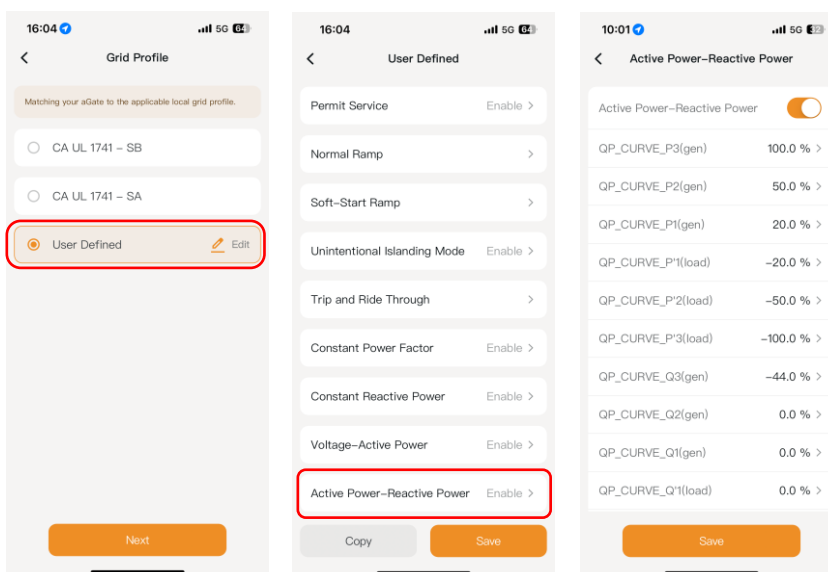 16:04
5G 64
Grid Profile
Matching your aGate to the applicable local grid profile.
CA UL 1741 – SB
CA UL 1741 – SA
User Defined
Edit
Next
16:04
5G 64
User Defined
Permit Service Enable >
Normal Ramp >
Soft–Start Ramp >
Unintentional Islanding Mode Enable >
Trip and Ride Through >
Constant Power Factor Enable >
Constant Reactive Power Enable >
Voltage–Active Power Enable >
Active Power–Reactive Power Enable >
Copy
Save
10:01
5G
Active Power–Reactive Power
Active Power–Reactive Power
QP_CURVE_P3(gen) 100.0 % >
QP_CURVE_P2(gen) 50.0 % >
QP_CURVE_P1(gen) 20.0 % >
QP_CURVE_P'1(load) –20.0 % >
QP_CURVE_P'2(load) –50.0 % >
QP_CURVE_P'3(load) –100.0 % >
QP_CURVE_Q3(gen) –44.0 % >
QP_CURVE_Q2(gen) 0.0 % >
QP_CURVE_Q1(gen) 0.0 % >
QP_CURVE_Q'1(load) 0.0 % >
Save